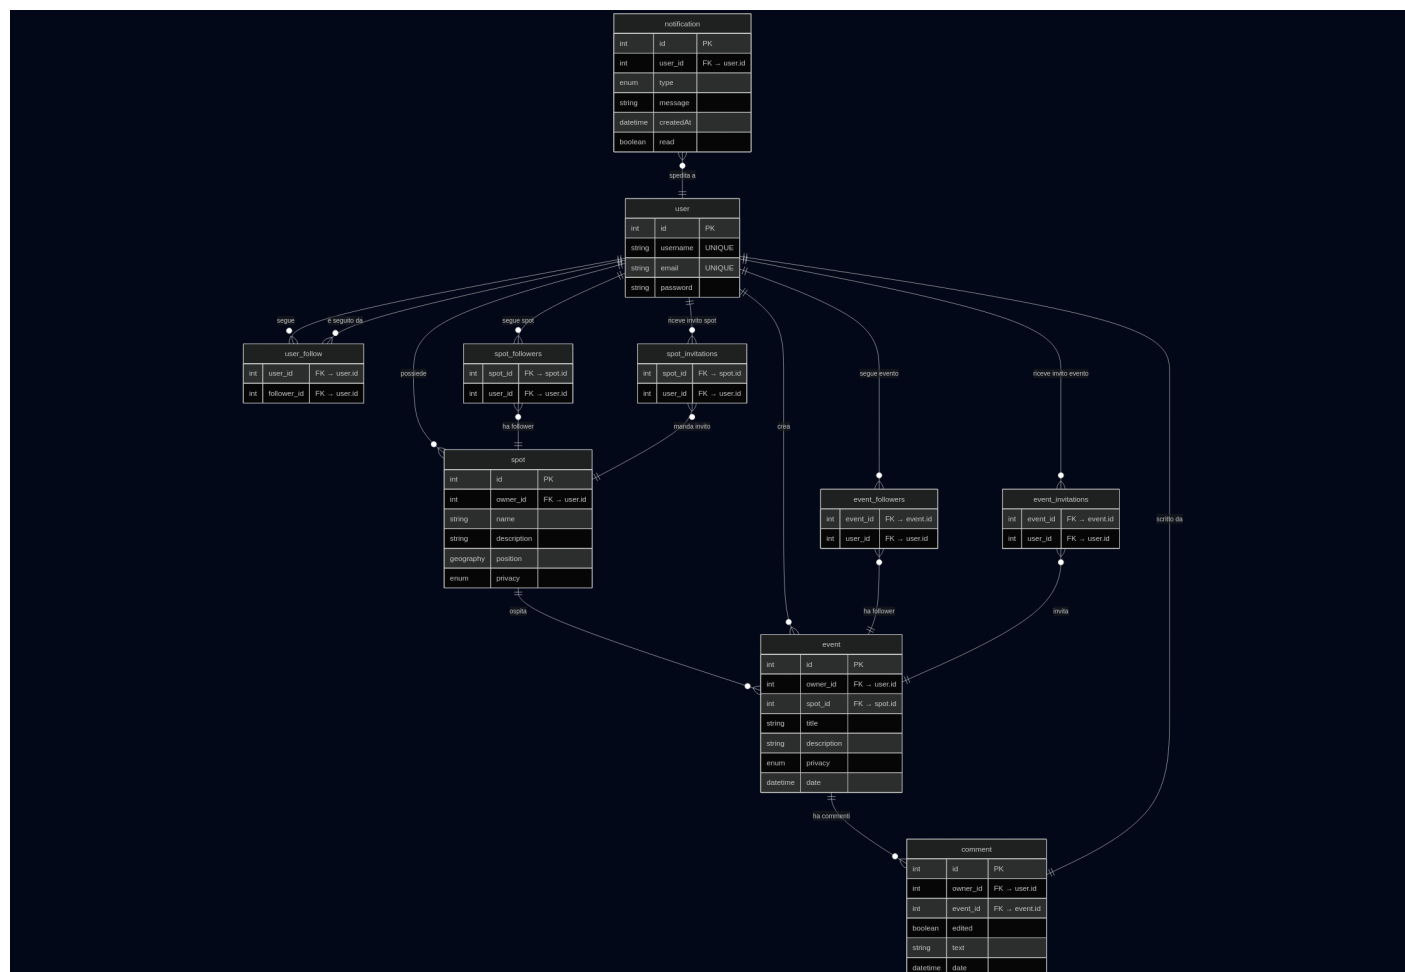 notification
int id PK
int user_id FK → user.id
enum type
string message
datetime createdAt
boolean read
spedita a
user
int id PK
string username UNIQUE
string email UNIQUE
string password
segue
è seguito da
segue spot
riceve invito spot
user_follow
int user_id FK → user.id
int follower_id FK → user.id
spot_followers
int spot_id FK → spot.id
int user_id FK → user.id
spot_invitations
int spot_id FK → spot.id
int user_id FK → user.id
possiede
segue evento
riceve invito evento
ha follower
manda invito
crea
spot
int id PK
int owner_id FK → user.id
string name
string description
geography position
enum privacy
event_followers
int event_id FK → event.id
int user_id FK → user.id
event_invitations
int event_id FK → event.id
int user_id FK → user.id
scritto da
ospita
ha follower
invita
event
int id PK
int owner_id FK → user.id
int spot_id FK → spot.id
string title
string description
enum privacy
datetime date
ha commenti
comment
int id PK
int owner_id FK → user.id
int event_id FK → event.id
boolean edited
string text
datetime date